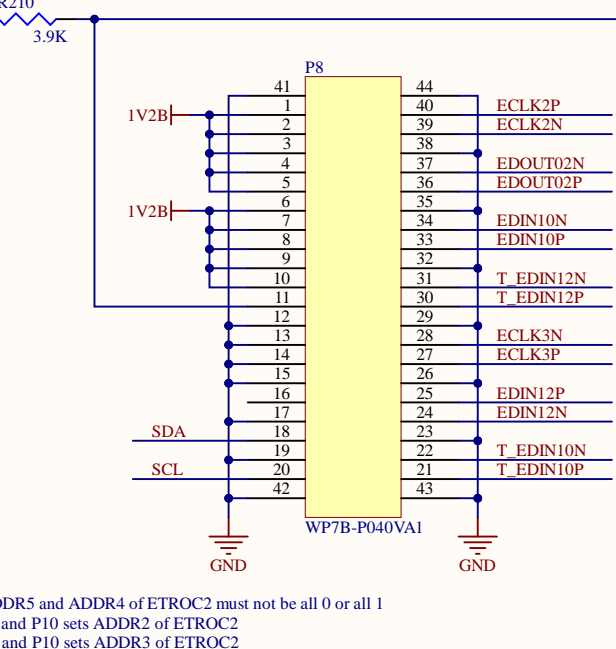 R210
3.9K
P8
41 44
1V2B 1 40 ECLK2P
2 39 ECLK2N
3 38
4 37 EDOUT02N
5 36 EDOUT02P
1V2B 6 35
7 34 EDIN10N
8 33 EDIN10P
9 32
10 31 T_EDIN12N
11 30 T_EDIN12P
12 29
13 28 ECLK3N
14 27 ECLK3P
15 26
16 25 EDIN12P
17 24 EDIN12N
SDA 18 23
19 22 T_EDIN10N
SCL 20 21 T_EDIN10P
42 43
WP7B-P040VA1
GND GND
DDR5 and ADDR4 of ETROC2 must not be all 0 or all 1
and P10 sets ADDR2 of ETROC2
and P10 sets ADDR3 of ETROC2